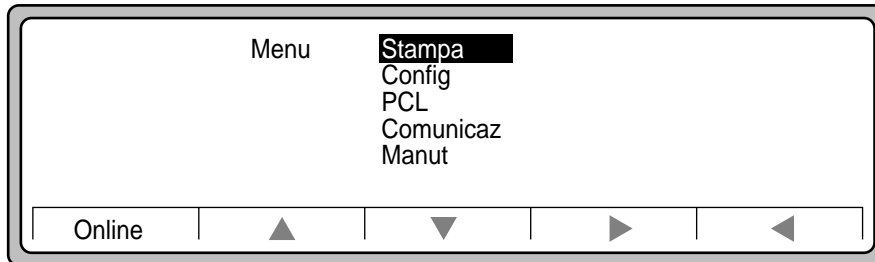 Menu Stampa
Config
PCL
Comunicaz
Manut
Online